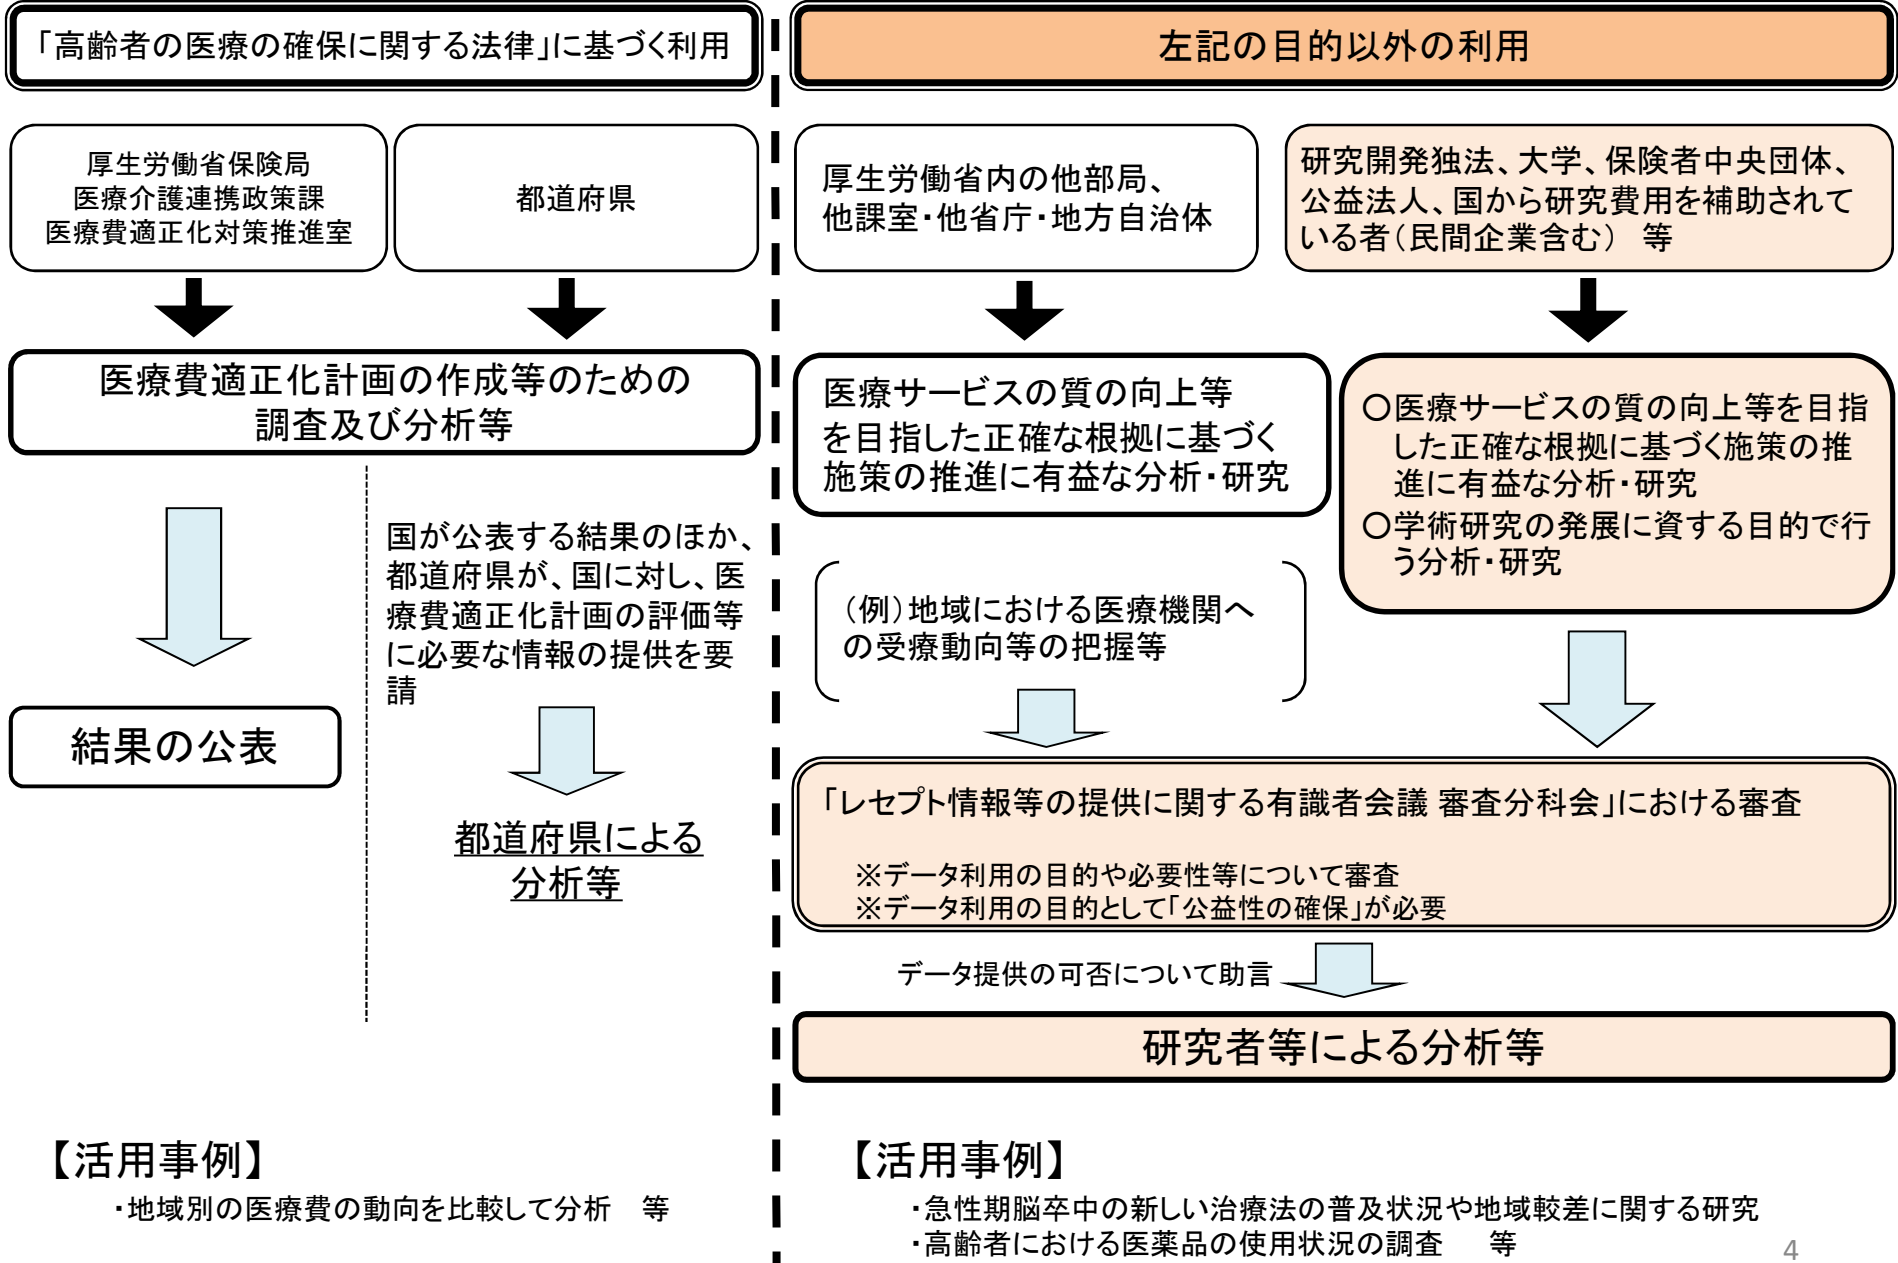 「高齢者の医療の確保に関する法律」に基づく利用
厚生労働省保険局
医療介護連携政策課
医療費適正化対策推進室
都道府県
医療費適正化計画の作成等のための
調査及び分析等
結果の公表
国が公表する結果のほか、
都道府県が、国に対し、医
療費適正化計画の評価等
に必要な情報の提供を要
請
都道府県による
分析等
【活用事例】
・地域別の医療費の動向を比較して分析　等
左記の目的以外の利用
厚生労働省内の他部局、
他課室・他省庁・地方自治体
研究開発独法、大学、保険者中央団体、
公益法人、国から研究費用を補助されて
いる者（民間企業含む）　等
医療サービスの質の向上等
を目指した正確な根拠に基づく
施策の推進に有益な分析・研究
（例）地域における医療機関へ
の受療動向等の把握等
○医療サービスの質の向上等を目指
した正確な根拠に基づく施策の推
進に有益な分析・研究
○学術研究の発展に資する目的で行
う分析・研究
「レセプト情報等の提供に関する有識者会議 審査分科会」における審査
※データ利用の目的や必要性等について審査
※データ利用の目的として「公益性の確保」が必要
データ提供の可否について助言
研究者等による分析等
【活用事例】
・急性期脳卒中の新しい治療法の普及状況や地域較差に関する研究
・高齢者における医薬品の使用状況の調査　　等
4